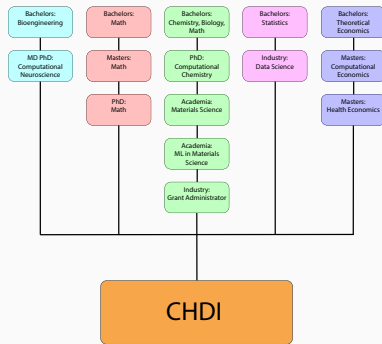 Bachelors:
Bioengineering
MD PhD:
Computational
Neuroscience
Bachelors:
Math
Masters:
Math
PhD:
Math
Bachelors:
Chemistry, Biology,
Math
PhD:
Computational
Chemistry
Academia:
Materials Science
Academia:
ML in Materials
Science
Industry:
Grant Administrator
Bachelors:
Statistics
Industry:
Data Science
Bachelors:
Theoretical
Economics
Masters:
Computational
Economics
Masters:
Health Economics
CHDI